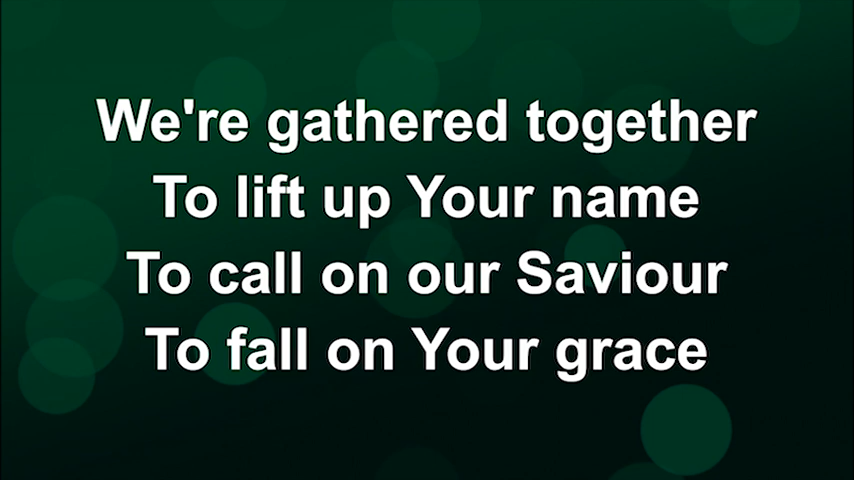 We're gathered together
To lift up Your name
To call on our Saviour
To fall on Your grace